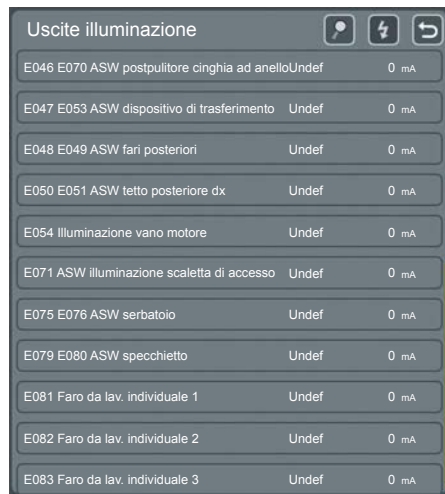 Uscite illuminazione
E046 E070 ASW postpulitore cinghia ad anelloUndef 0 mA
E047 E053 ASW dispositivo di trasferimento Undef 0 mA
E048 E049 ASW fari posteriori Undef 0 mA
E050 E051 ASW tetto posteriore dx Undef 0 mA
E054 Illuminazione vano motore Undef 0 mA
E071 ASW illuminazione scaletta di accesso Undef 0 mA
E075 E076 ASW serbatoio Undef 0 mA
E079 E080 ASW specchietto Undef 0 mA
E081 Faro da lav. individuale 1 Undef 0 mA
E082 Faro da lav. individuale 2 Undef 0 mA
E083 Faro da lav. individuale 3 Undef 0 mA